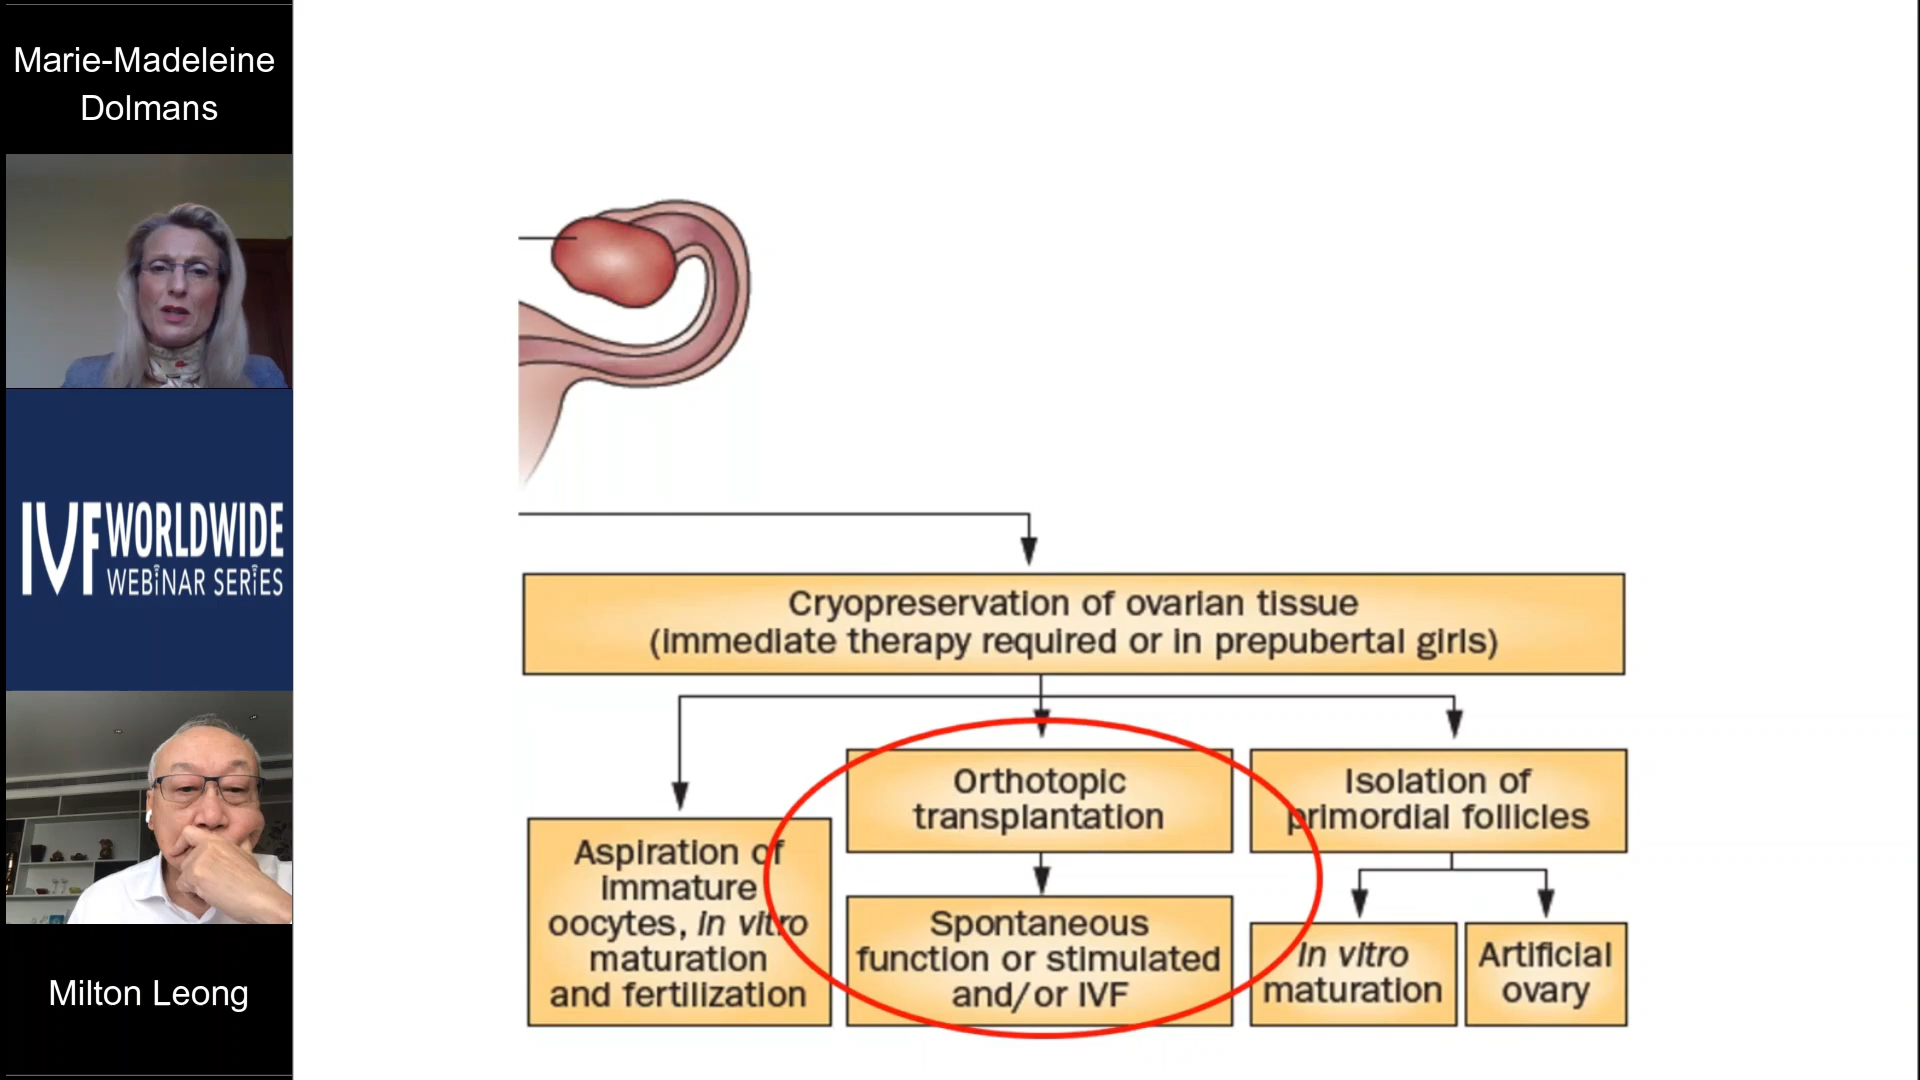 Marie-Madeleine
Dolmans
IVF WORLDWIDE
WEBINAR SERIES
Milton Leong
Cryopreservation of ovarian tissue
(immediate therapy required or in prepubertal girls)
Aspiration of
immature
oocytes, in vitro
maturation
and fertilization
Orthotopic
transplantation
Spontaneous
function or stimulated
and/or IVF
Isolation of
primordial follicles
In vitro
maturation
Artificial
ovary